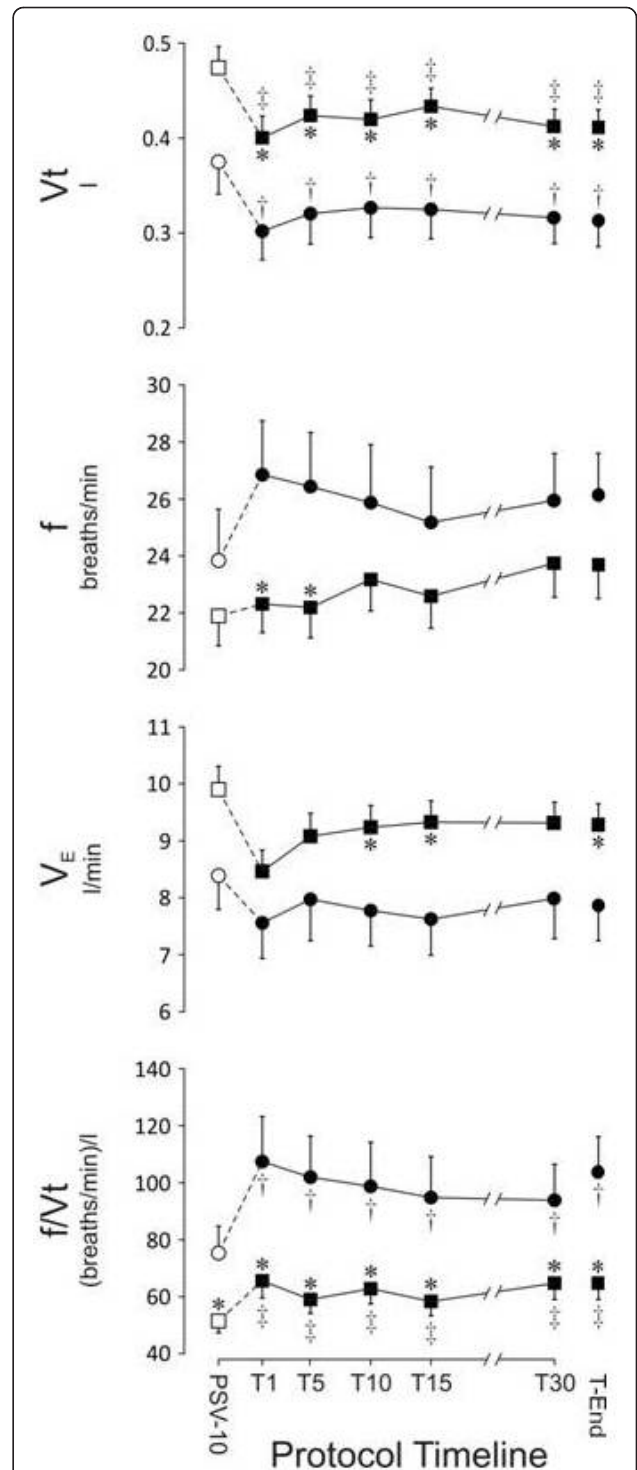 Vt
l
0.5
0.4
0.3
0.2
‡ ‡ ‡ ‡ ‡ ‡
* * * * * *
† † † † † †
f
breaths/min
30
28
26
24
22
20
* *
V_E
l/min
11
10
9
8
7
6
* * *
f/Vt
(breaths/min)/l
140
120
100
80
60
40
† † † † † †
* * * * * * *
‡ ‡ ‡ ‡ ‡ ‡
PSV-10 T1 T5 T10 T15 T30 T-End
Protocol Timeline